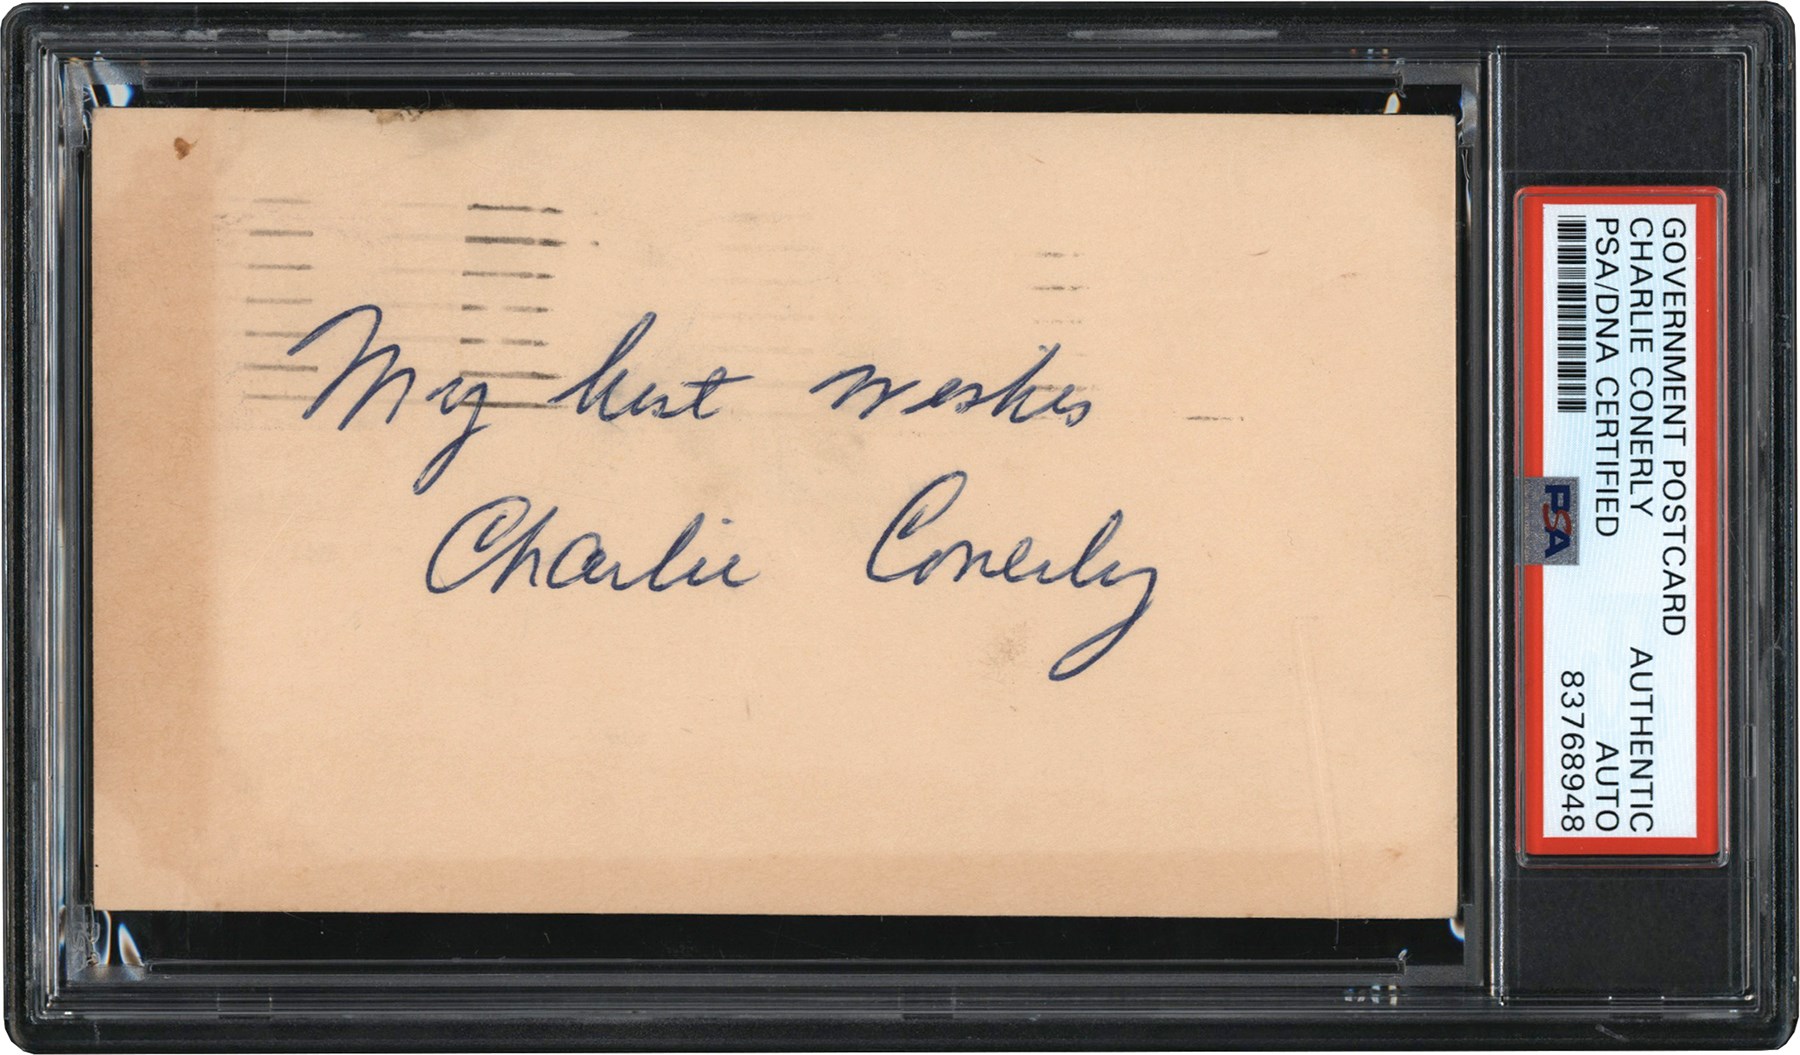 My best wishes
Charlie Conerly
GOVERNMENT POSTCARD
CHARLIE CONERLY AUTHENTIC
PSA/DNA CERTIFIED AUTO
83768948
PSA